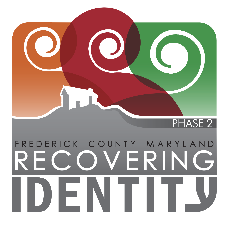 PHASE 2
FREDERICK COUNTY MARYLAND
RECOVERING
IDENTITY